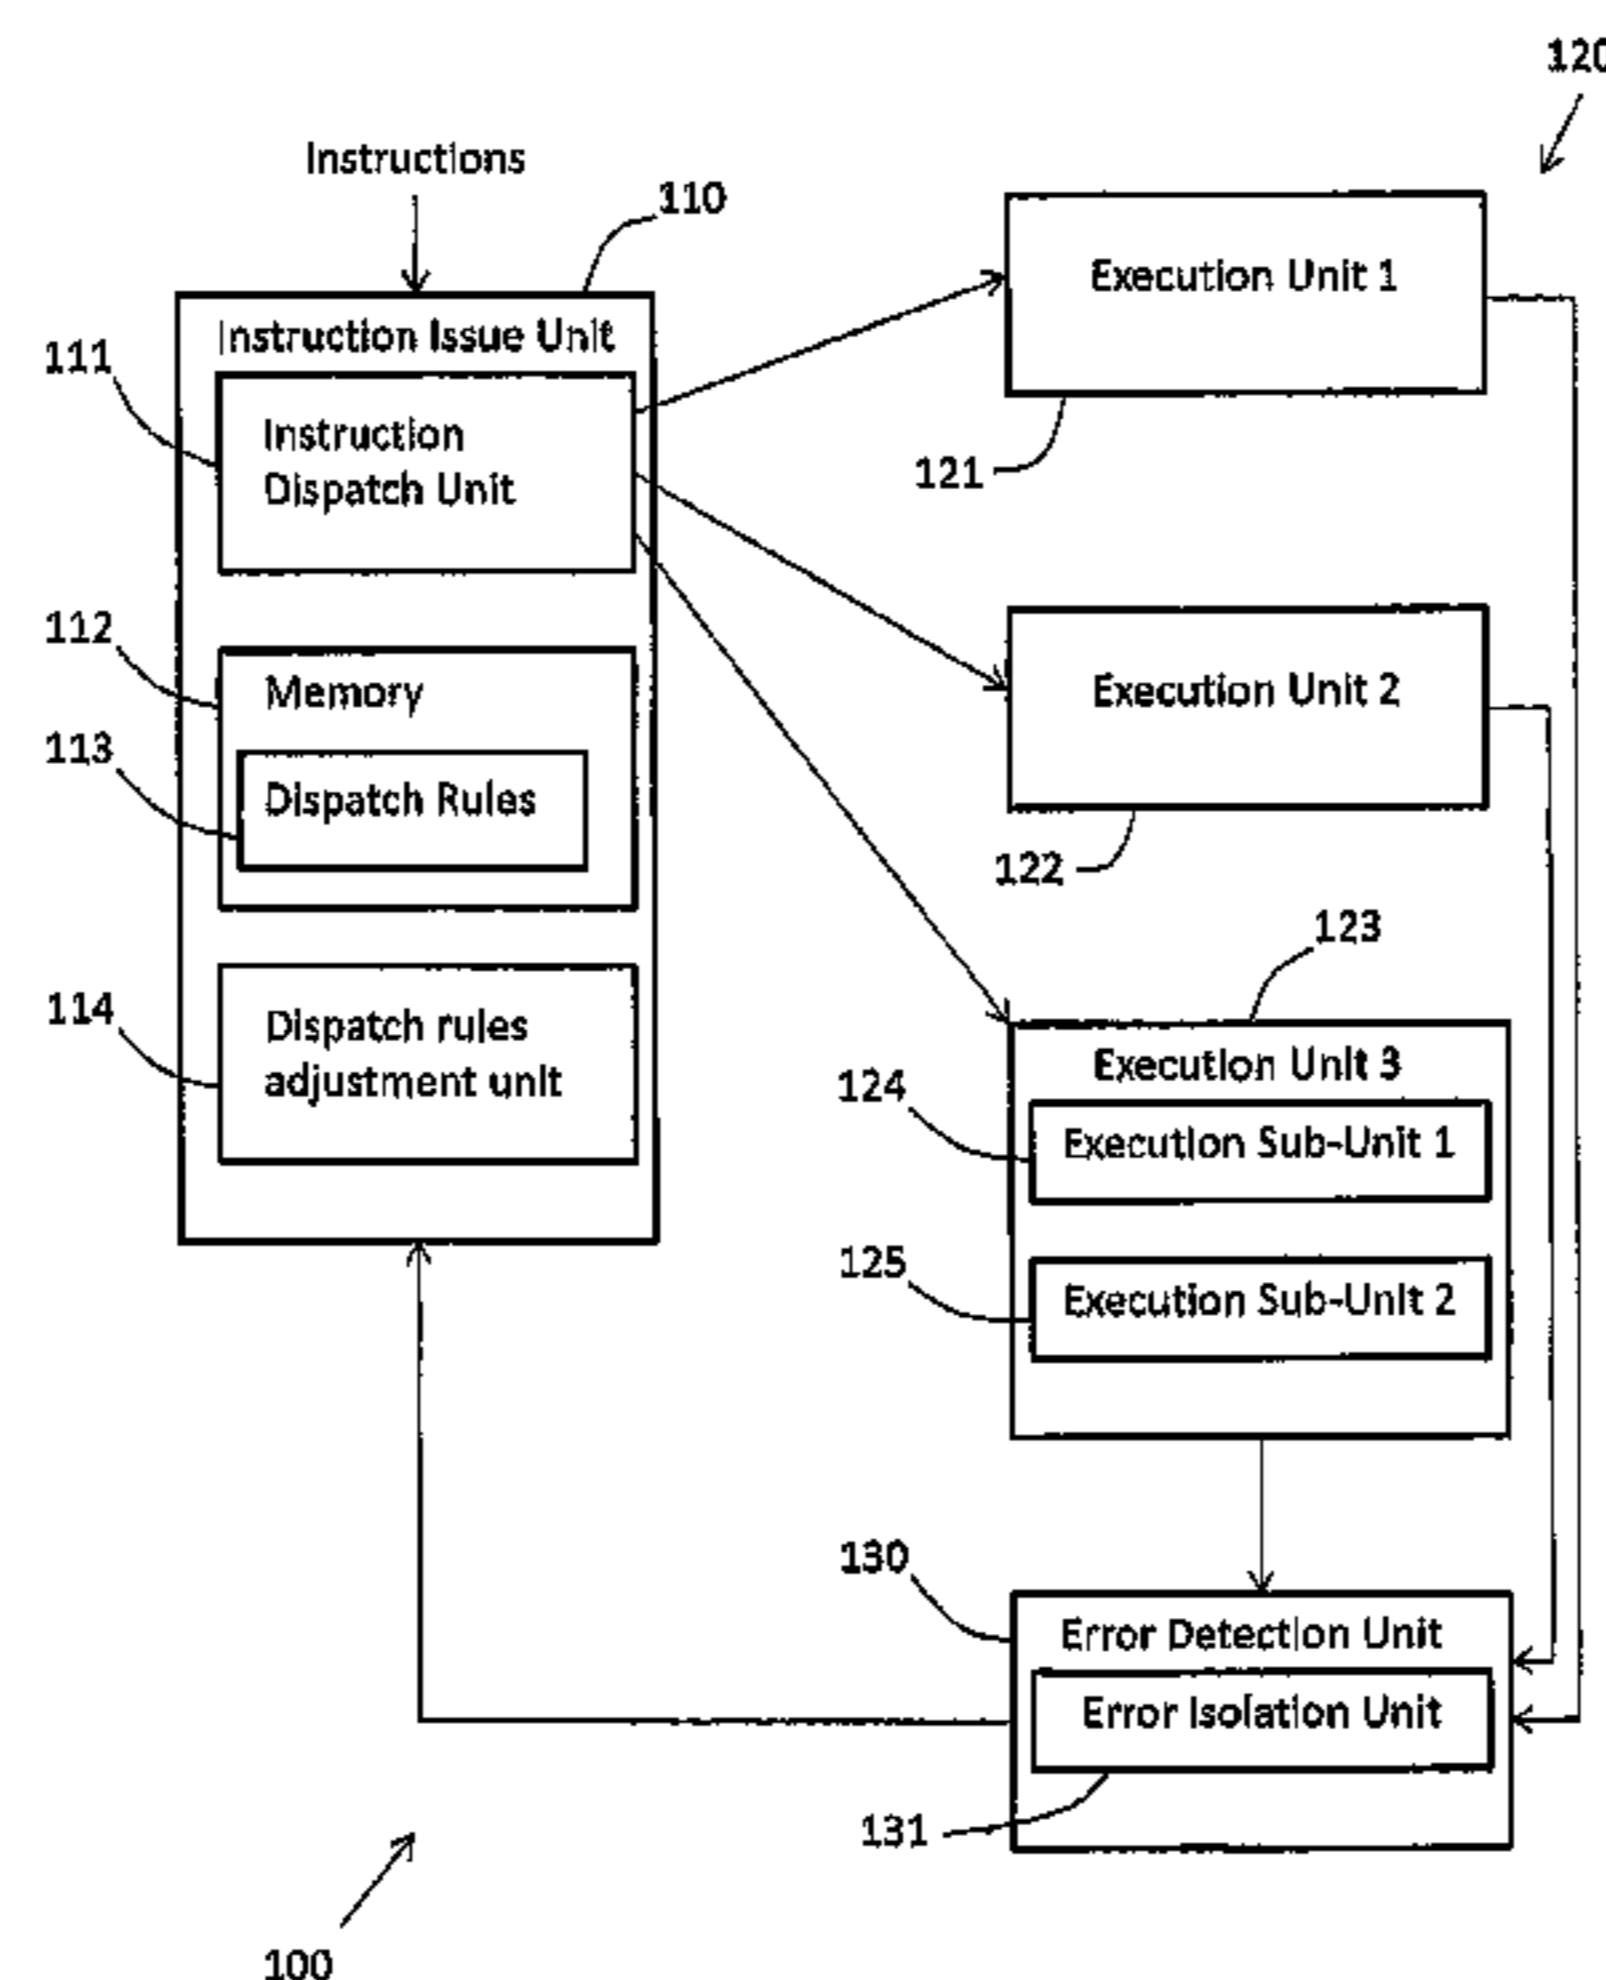 120
Instructions
110
Instruction Issue Unit
111
Instruction
Dispatch Unit
Execution Unit 1
121
112
Memory
113
Dispatch Rules
Execution Unit 2
122
114
Dispatch rules
adjustment unit
123
Execution Unit 3
124
Execution Sub-Unit 1
125
Execution Sub-Unit 2
130
Error Detection Unit
Error Isolation Unit
131
100